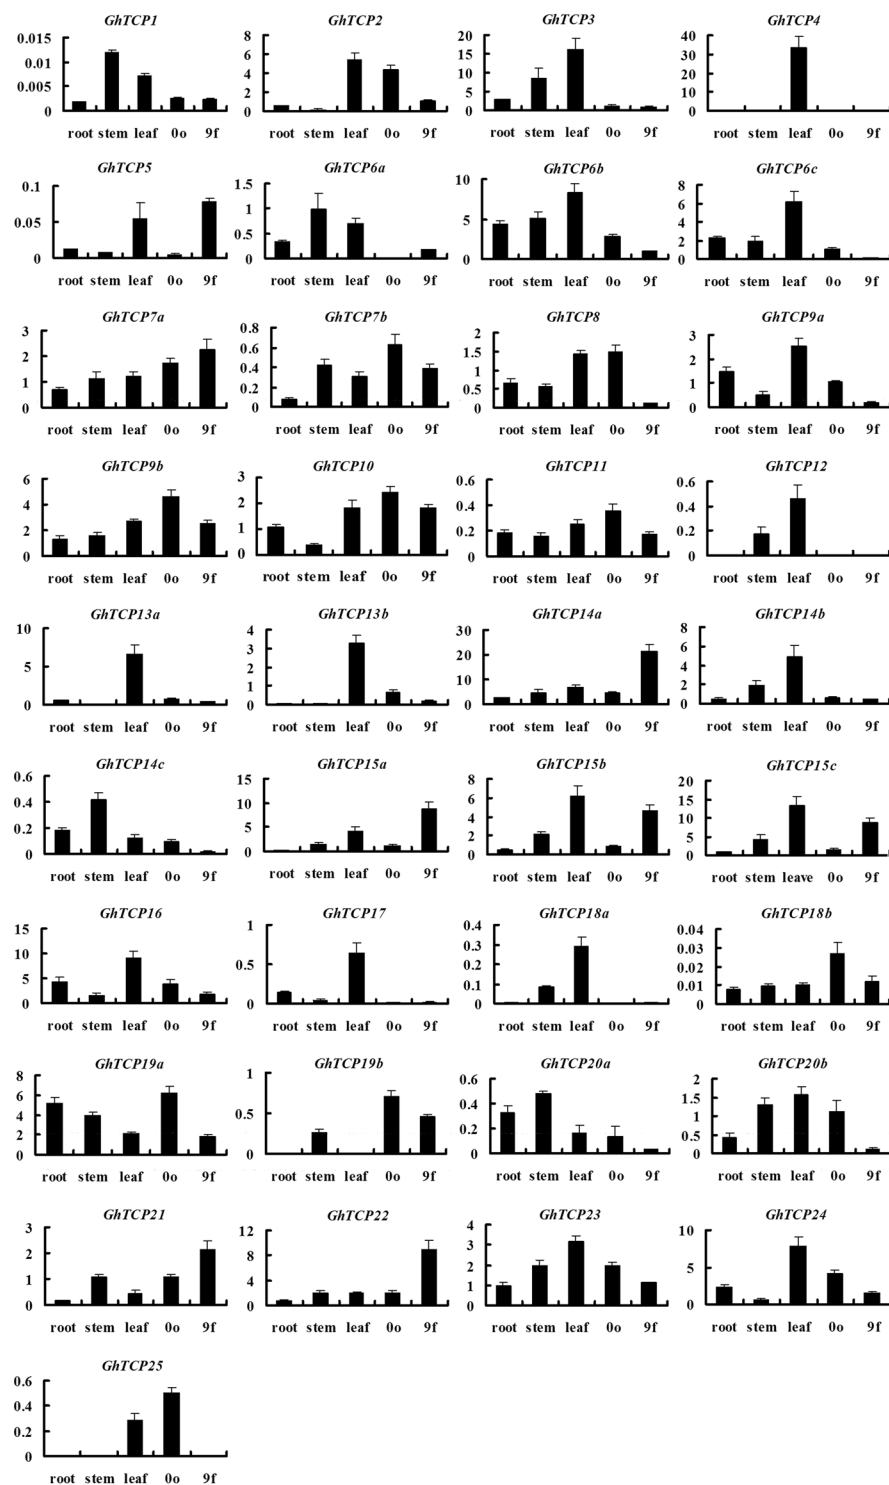 GhTCP1 GhTCP2 GhTCP3 GhTCP4
0.015 8 20 40
6 15 30
0.01 4 10 20
0.005 2 5 10
0 0 0 0
root stem leaf 0o 9f root stem leaf 0o 9f root stem leaf 0o 9f root stem leaf 0o 9f
GhTCP5 GhTCP6a GhTCP6b GhTCP6c
0.1 1.5 10 8
1 6
0.05 5 4
0.5 2
0 0 0 0
root stem leaf 0o 9f root stem leaf 0o 9f root stem leaf 0o 9f root stem leaf 0o 9f
GhTCP7a GhTCP7b GhTCP8 GhTCP9a
3 0.8 2 3
2 0.6 1.5 2
0.4 1
1 0.2 0.5 1
0 0 0 0
root stem leaf 0o 9f root stem leaf 0o 9f root stem leaf 0o 9f root stem leaf 0o 9f
GhTCP9b GhTCP10 GhTCP11 GhTCP12
6 3 0.6 0.6
4 2 0.4 0.4
2 1 0.2 0.2
0 0 0 0
root stem leaf 0o 9f root stem leaf 0o 9f root stem leaf 0o 9f root stem leaf 0o 9f
GhTCP13a GhTCP13b GhTCP14a GhTCP14b
10 4 30 8
3 20 6
5 2 4
1 10 2
0 0 0 0
root stem leaf 0o 9f root stem leaf 0o 9f root stem leaf 0o 9f root stem leaf 0o 9f
GhTCP14c GhTCP15a GhTCP15b GhTCP15c
0.6 15 8 20
0.4 10 6 15
4 10
0.2 5 2 5
0 0 0 0
root stem leaf 0o 9f root stem leaf 0o 9f root stem leaf 0o 9f root stem leave 0o 9f
GhTCP16 GhTCP17 GhTCP18a GhTCP18b
15 1 0.4 0.04
10 0.3 0.03
0.5 0.2 0.02
5 0.1 0.01
0 0 0 0
root stem leaf 0o 9f root stem leaf 0o 9f root stem leaf 0o 9f root stem leaf 0o 9f
GhTCP19a GhTCP19b GhTCP20a GhTCP20b
8 1 0.6 2
6 0.4 1.5
4 0.5 1
2 0.2 0.5
0 0 0 0
root stem leaf 0o 9f root stem leaf 0o 9f root stem leaf 0o 9f root stem leaf 0o 9f
GhTCP21 GhTCP22 GhTCP23 GhTCP24
3 12 4 10
2 8 3
2 5
1 4 1
0 0 0 0
root stem leaf 0o 9f root stem leaf 0o 9f root stem leaf 0o 9f root stem leaf 0o 9f
GhTCP25
0.6
0.4
0.2
0
root stem leaf 0o 9f